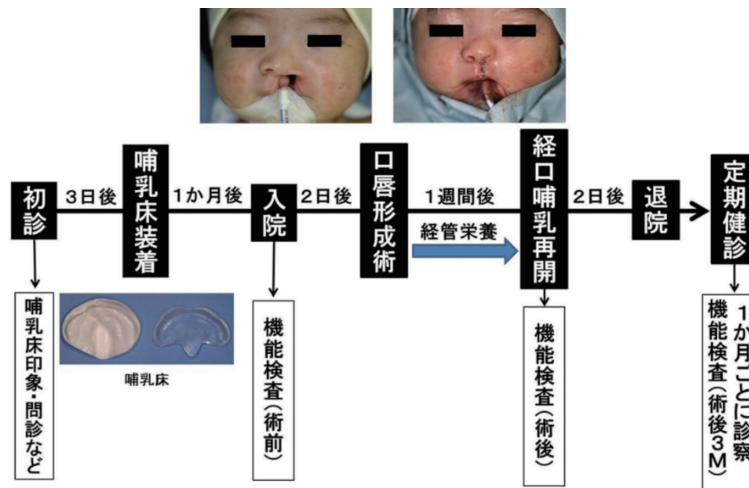 初診
3日後
哺乳床装着
1か月後
入院
2日後
口唇形成術
1週間後
経管栄養
経口哺乳再開
2日後
退院
定期健診
哺乳床印象・問診など
哺乳床
機能検査（術前）
機能検査（術後）
1か月ごとに診察
機能検査（術後3M）